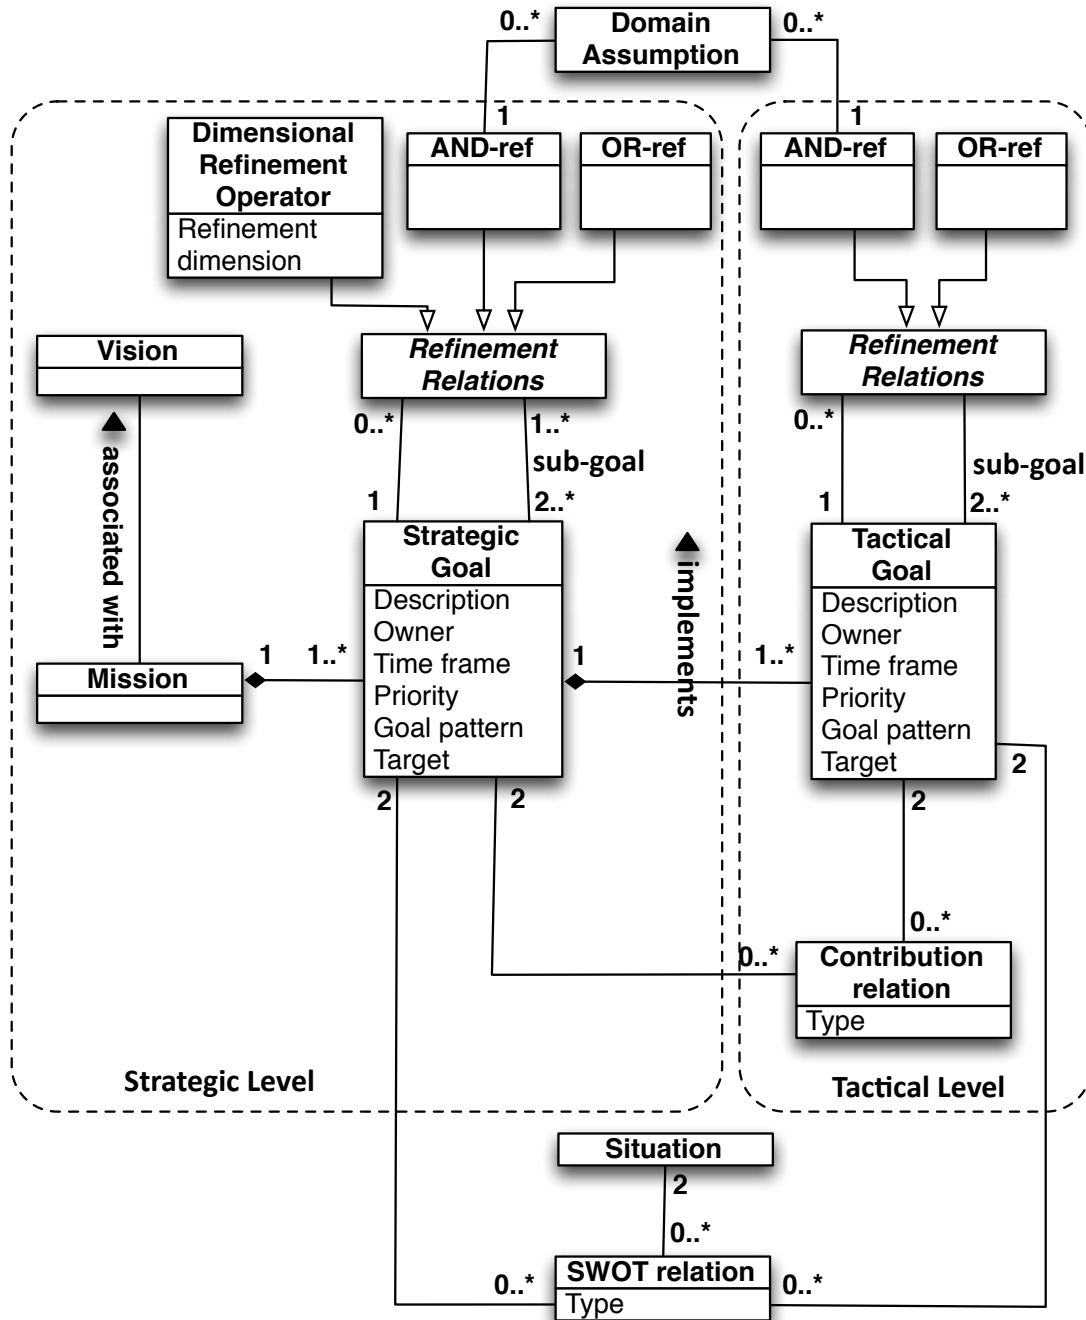 0..*
Domain
Assumption
0..*
1
1
Dimensional
Refinement
Operator
Refinement
dimension
AND-ref
OR-ref
AND-ref
OR-ref
Vision
Refinement
Relations
Refinement
Relations
0..*
1..*
0..*
sub-goal
sub-goal
1
2..*
1
2..*
associated with
Strategic
Goal
Description
Owner
Time frame
Priority
Goal pattern
Target
implements
Tactical
Goal
Description
Owner
Time frame
Priority
Goal pattern
Target
Mission
1
1..*
1
1..*
2
2
2
2
0..*
0..*
Contribution
relation
Type
Strategic Level
Tactical Level
Situation
2
0..*
0..*
SWOT relation
Type
0..*